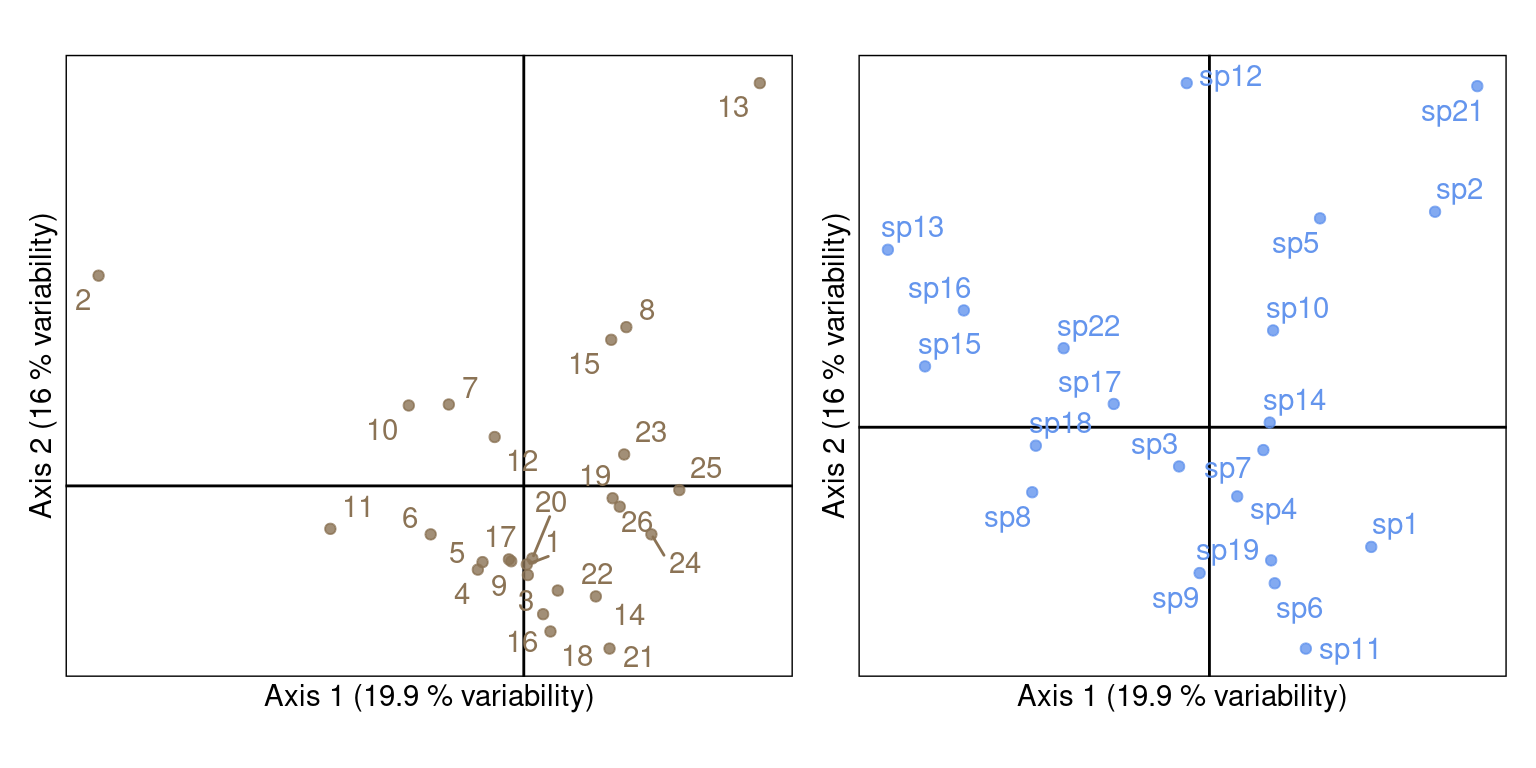 13
2
8
15
7
10
12
23
19
25
11
6
20
26
17
1
5
24
9
22
4
3
14
16
18
21
Axis 1 (19.9 % variability)
Axis 2 (16 % variability)
sp12
sp21
sp2
sp13
sp5
sp16
sp10
sp22
sp15
sp17
sp14
sp18
sp3
sp7
sp8
sp4
sp1
sp19
sp9
sp6
sp11
Axis 1 (19.9 % variability)
Axis 2 (16 % variability)